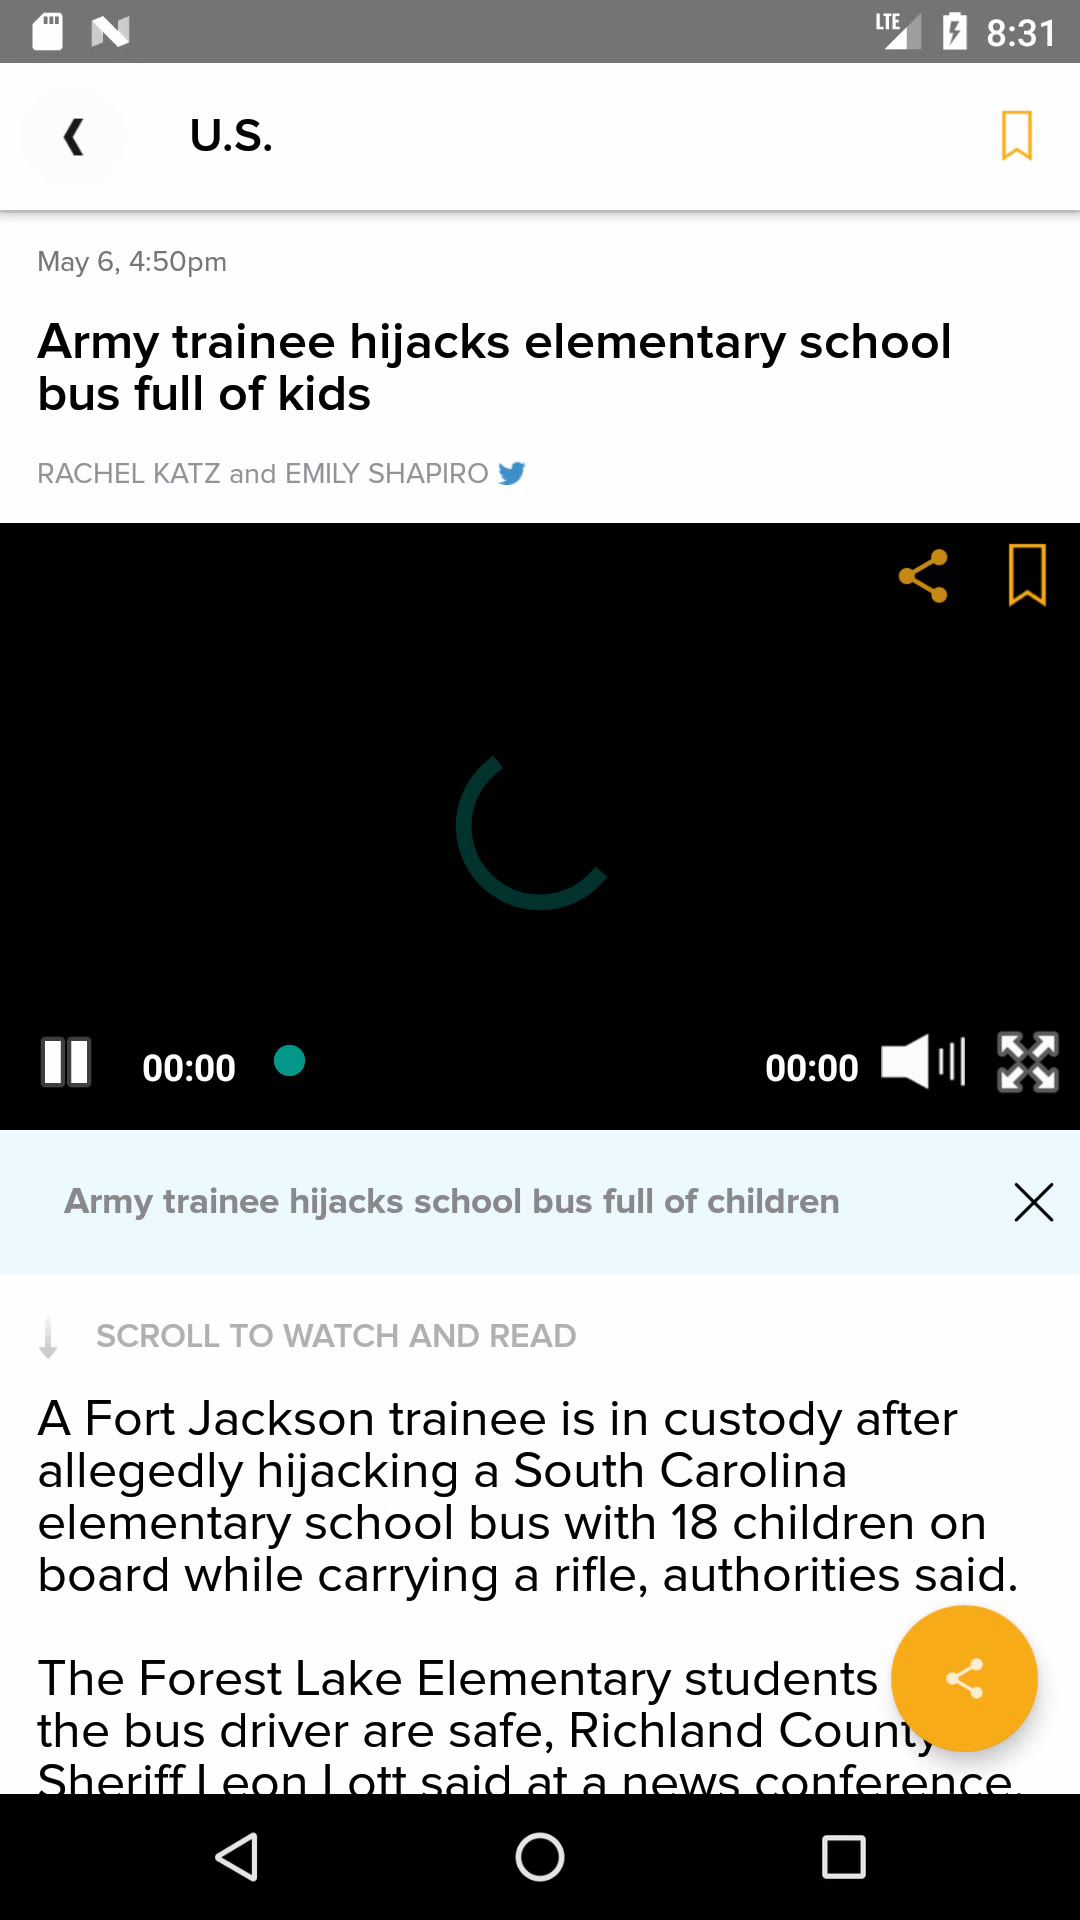 LTE 8:31
U.S.
May 6, 4:50pm
Army trainee hijacks elementary school
bus full of kids
RACHEL KATZ and EMILY SHAPIRO
00:00 00:00
Army trainee hijacks school bus full of children
SCROLL TO WATCH AND READ
A Fort Jackson trainee is in custody after
allegedly hijacking a South Carolina
elementary school bus with 18 children on
board while carrying a rifle, authorities said.
The Forest Lake Elementary students
the bus driver are safe, Richland County
Sheriff Leon Lott said at a news conference.